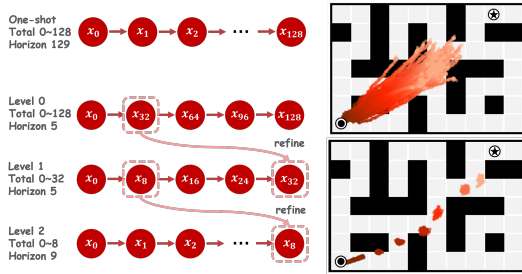 One-shot
Total 0~128
Horizon 129
x0 x1 x2 ... x128
Level 0
Total 0~128
Horizon 5
x0 x32 x64 x96 x128
refine
Level 1
Total 0~32
Horizon 5
x0 x8 x16 x24 x32
refine
Level 2
Total 0~8
Horizon 9
x0 x1 x2 ... x8